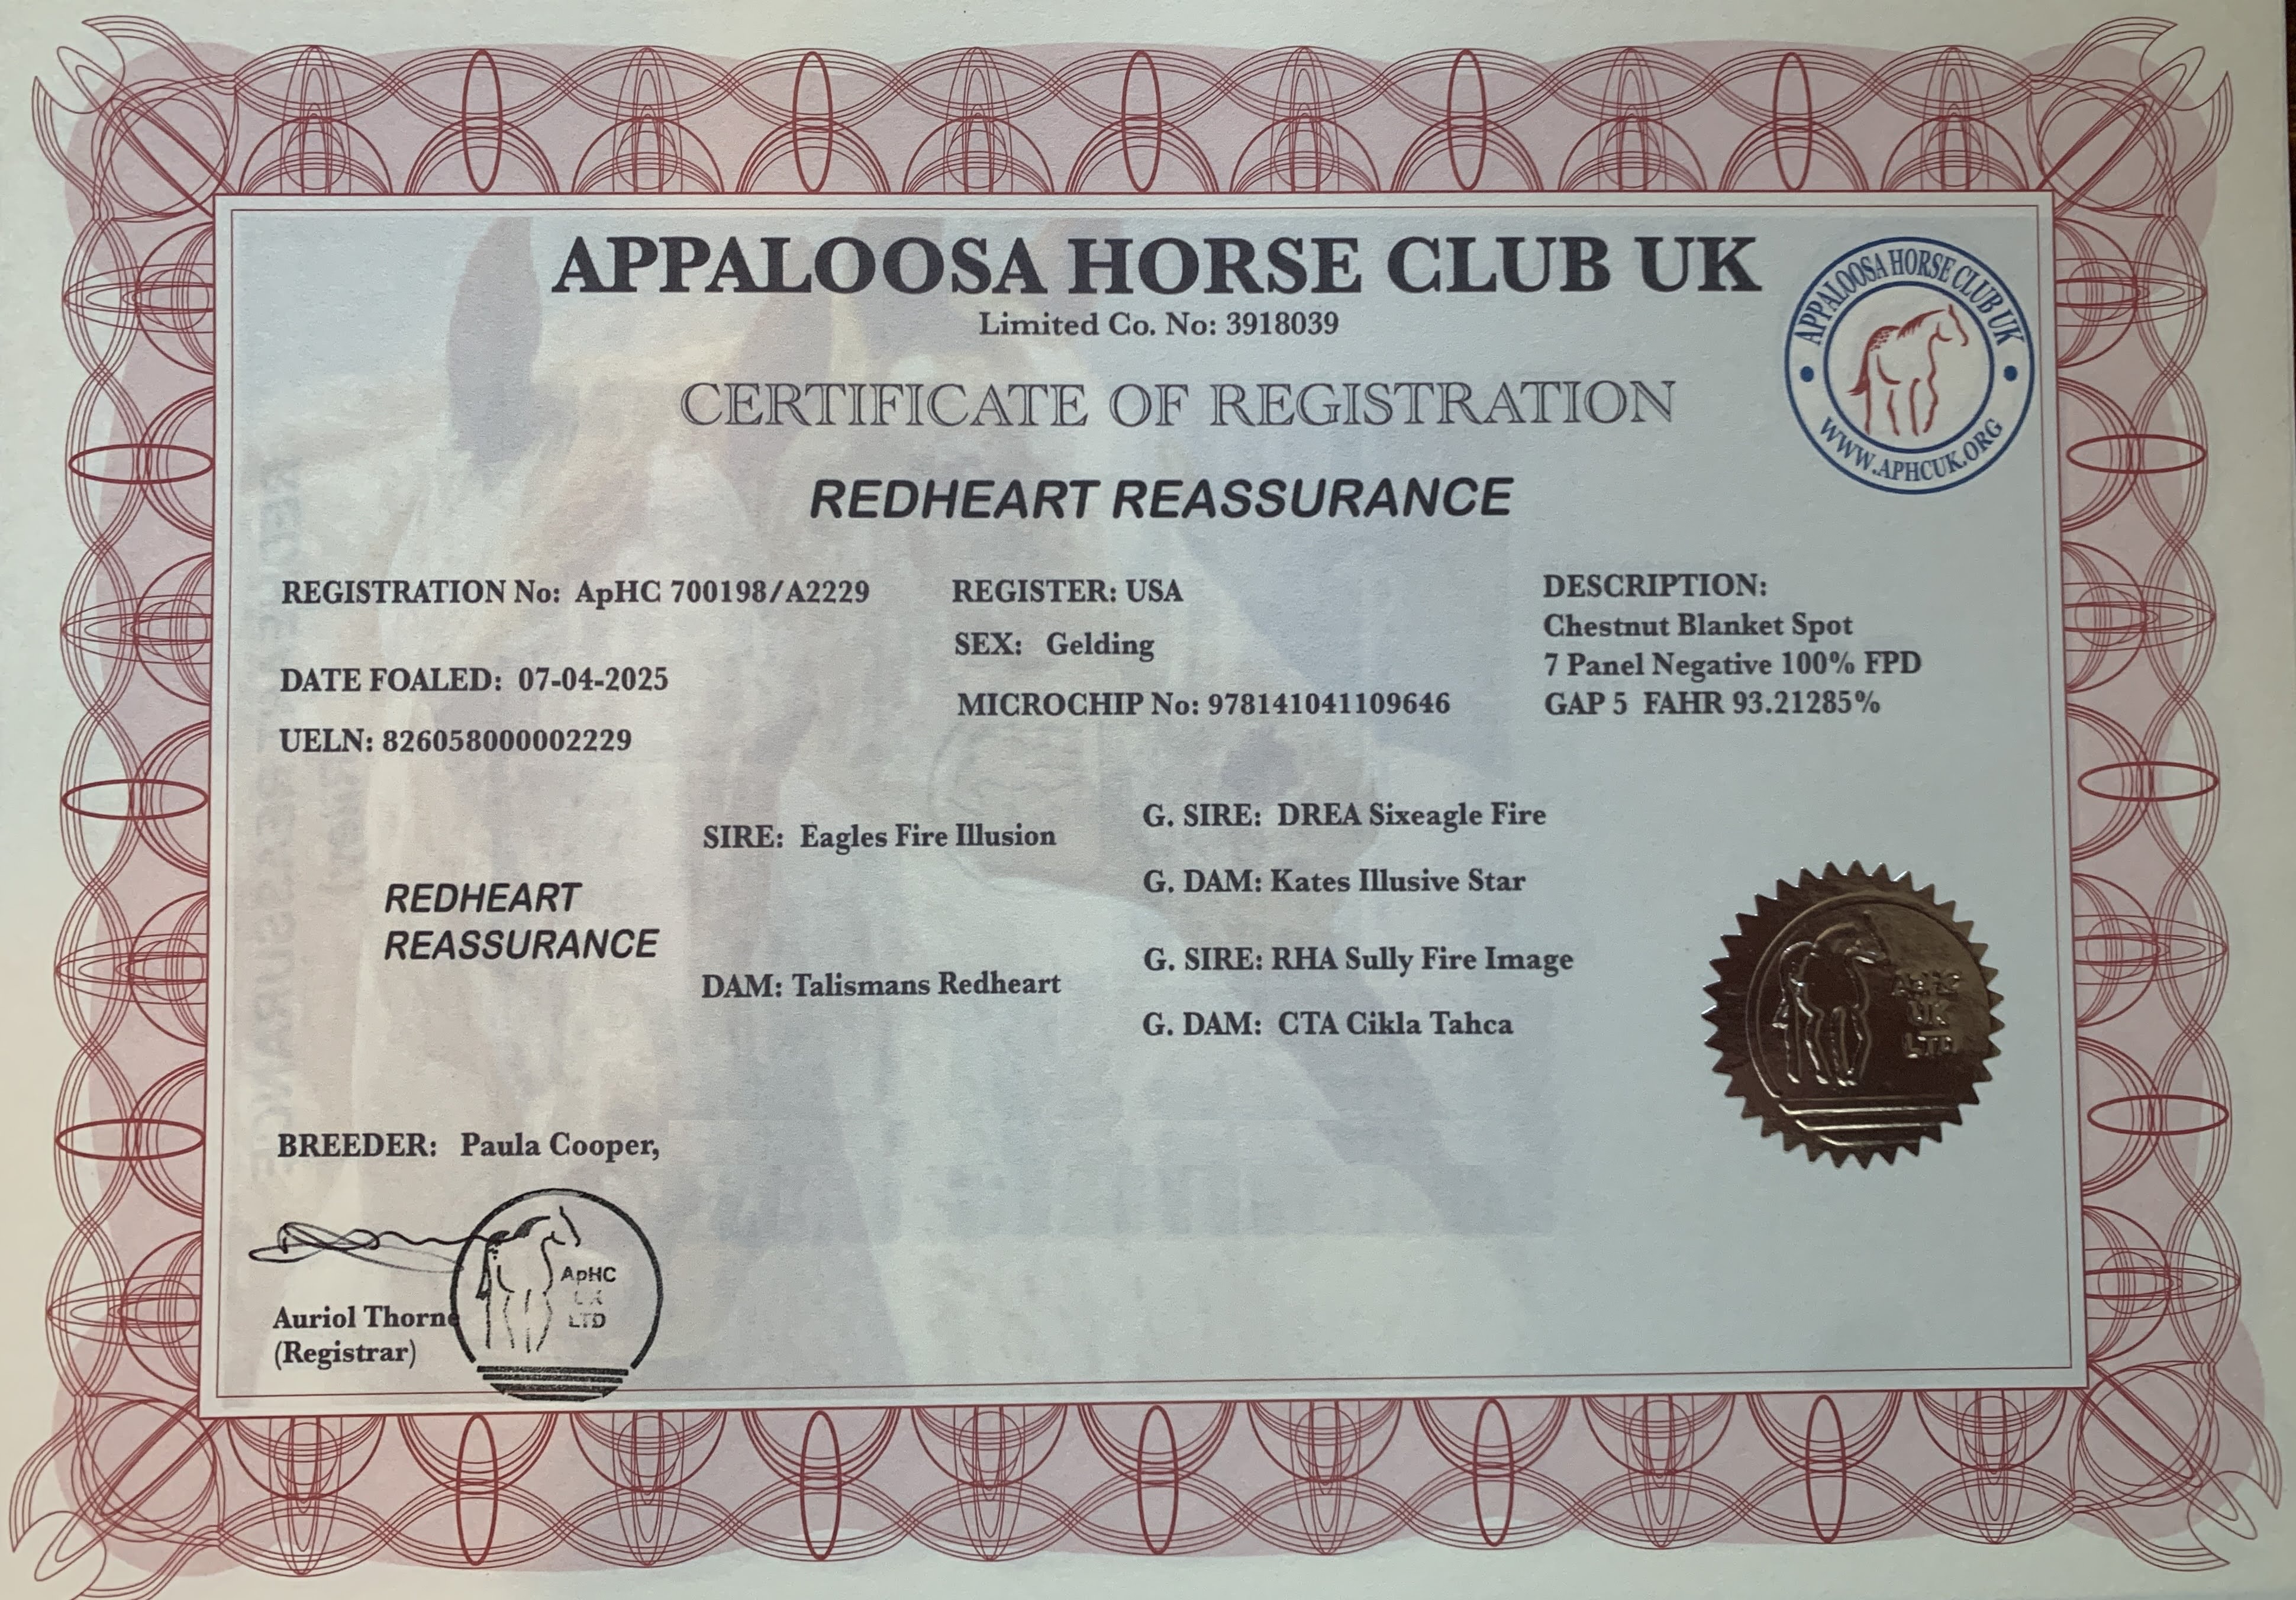 APPALOOSA HORSE CLUB UK
Limited Co. No: 3918039
APPALOOSA HORSE CLUB UK
WWW.APHCUK.ORG
CERTIFICATE OF REGISTRATION
REDHEART REASSURANCE
REGISTRATION No: ApHC 700198/A2229
REGISTER: USA
DESCRIPTION:
Chestnut Blanket Spot
7 Panel Negative 100% FPD
GAP 5 FAHR 93.21285%
SEX: Gelding
DATE FOALED: 07-04-2025
MICROCHIP No: 978141041109646
UELN: 826058000002229
SIRE: Eagles Fire Illusion
G. SIRE: DREA Sixeagle Fire
G. DAM: Kates Illusive Star
REDHEART
REASSURANCE
DAM: Talismans Redheart
G. SIRE: RHA Sully Fire Image
G. DAM: CTA Cikla Tahca
ApHC
UK
LTD
BREEDER: Paula Cooper,
ApHC
UK
LTD
Auriol Thorne
(Registrar)